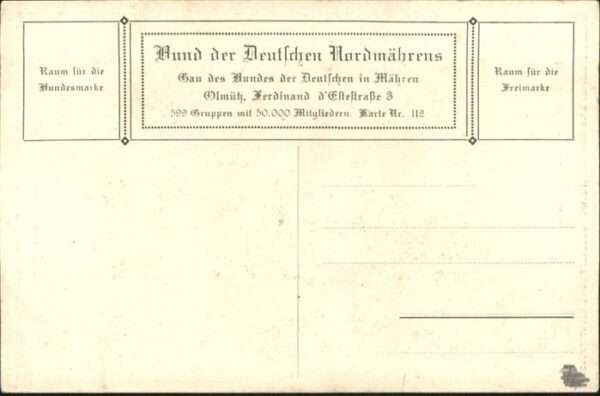 Bund der Deutschen Nordmährens
Gau des Bundes der Deutschen in Mähren
Olmütz, Ferdinand d'Estestraße 3
599 Gruppen mit 50.000 Mitgliedern. Karte Nr. 112
Raum für die
Bundesmarke
Raum für die
Freimarke